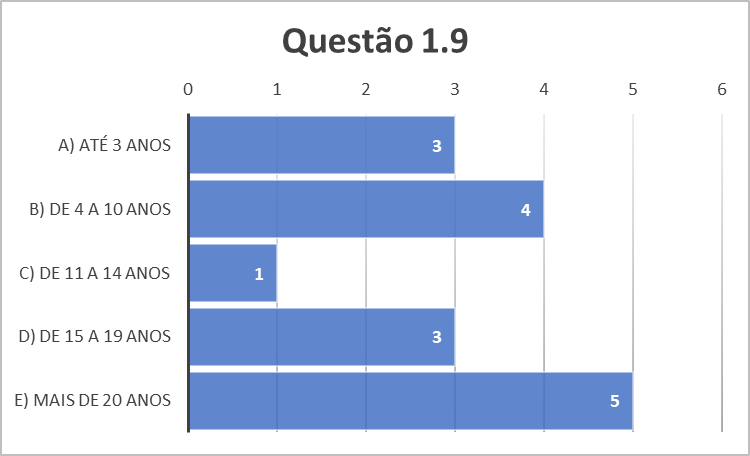 Questão 1.9
0 1 2 3 4 5 6
A) ATÉ 3 ANOS 3
B) DE 4 A 10 ANOS 4
C) DE 11 A 14 ANOS 1
D) DE 15 A 19 ANOS 3
E) MAIS DE 20 ANOS 5